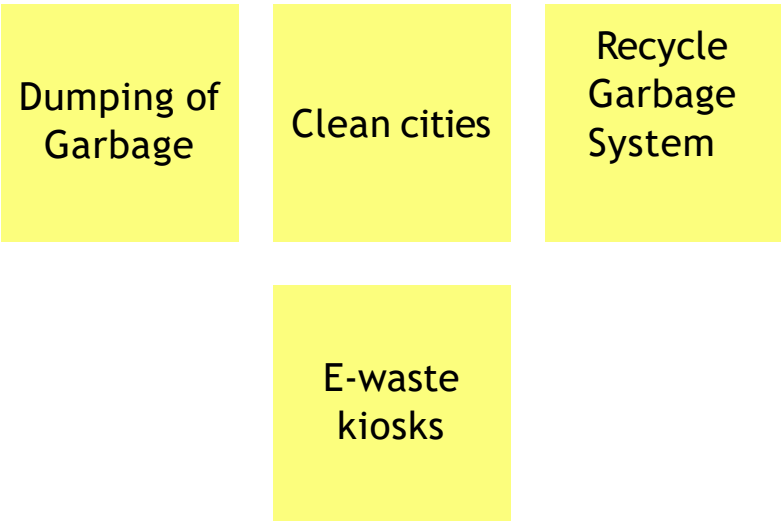 Dumping of
Garbage
Clean cities
Recycle
Garbage
System
E-waste
kiosks